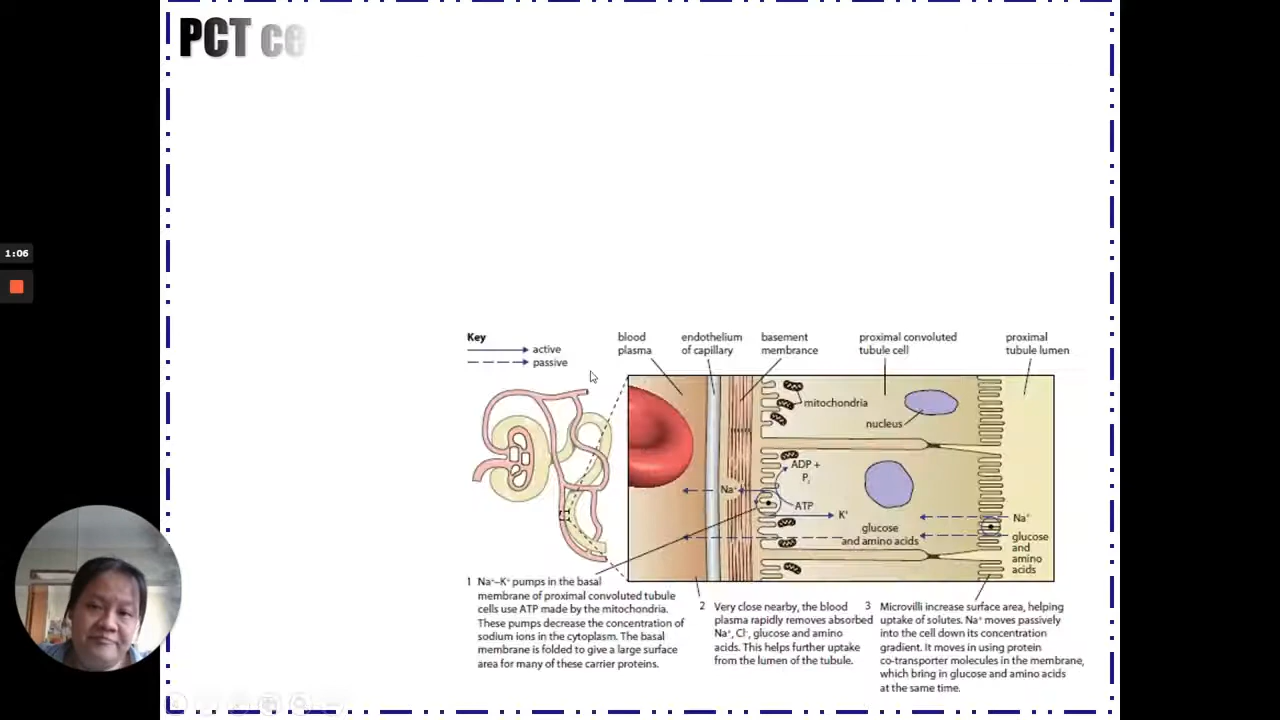 PCT ce
1:06
Key
active
passive
blood
plasma
endothelium
of capillary
basement
membrance
proximal convoluted
tubule cell
proximal
tubule lumen
mitochondria
nucleus
ADP +
Pi
Na+
ATP
K+
glucose
and amino acids
Na+
glucose
and
amino
acids
1 Na+–K+ pumps in the basal
membrane of proximal convoluted tubule
cells use ATP made by the mitochondria.
These pumps decrease the concentration of
sodium ions in the cytoplasm. The basal
membrane is folded to give a large surface
area for many of these carrier proteins.
2 Very close nearby, the blood
plasma rapidly removes absorbed
Na+, Cl-, glucose and amino
acids. This helps further uptake
from the lumen of the tubule.
3 Microvilli increase surface area, helping
uptake of solutes. Na+ moves passively
into the cell down its concentration
gradient. It moves in using protein
co-transporter molecules in the membrane,
which bring in glucose and amino acids
at the same time.